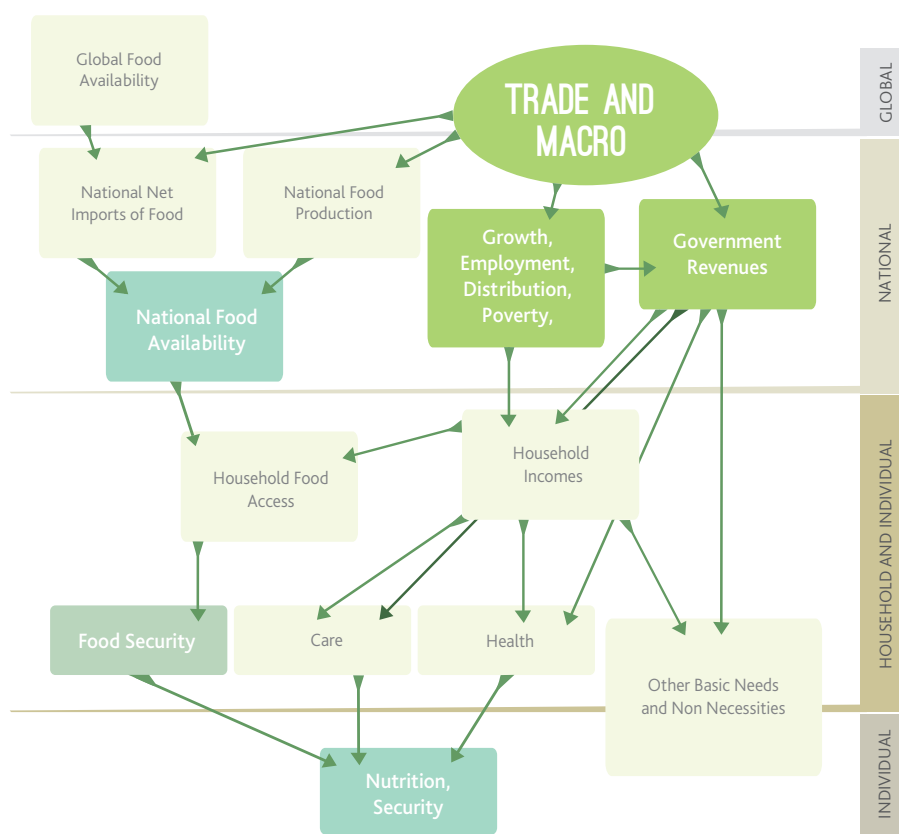 Global Food
Availability
TRADE AND
MACRO
GLOBAL
National Net
Imports of Food
National Food
Production
Growth,
Employment,
Distribution,
Poverty,
Government
Revenues
NATIONAL
National Food
Availability
Household Food
Access
Household
Incomes
HOUSEHOLD AND INDIVIDUAL
Food Security
Care
Health
Other Basic Needs
and Non Necessities
Nutrition,
Security
INDIVIDUAL